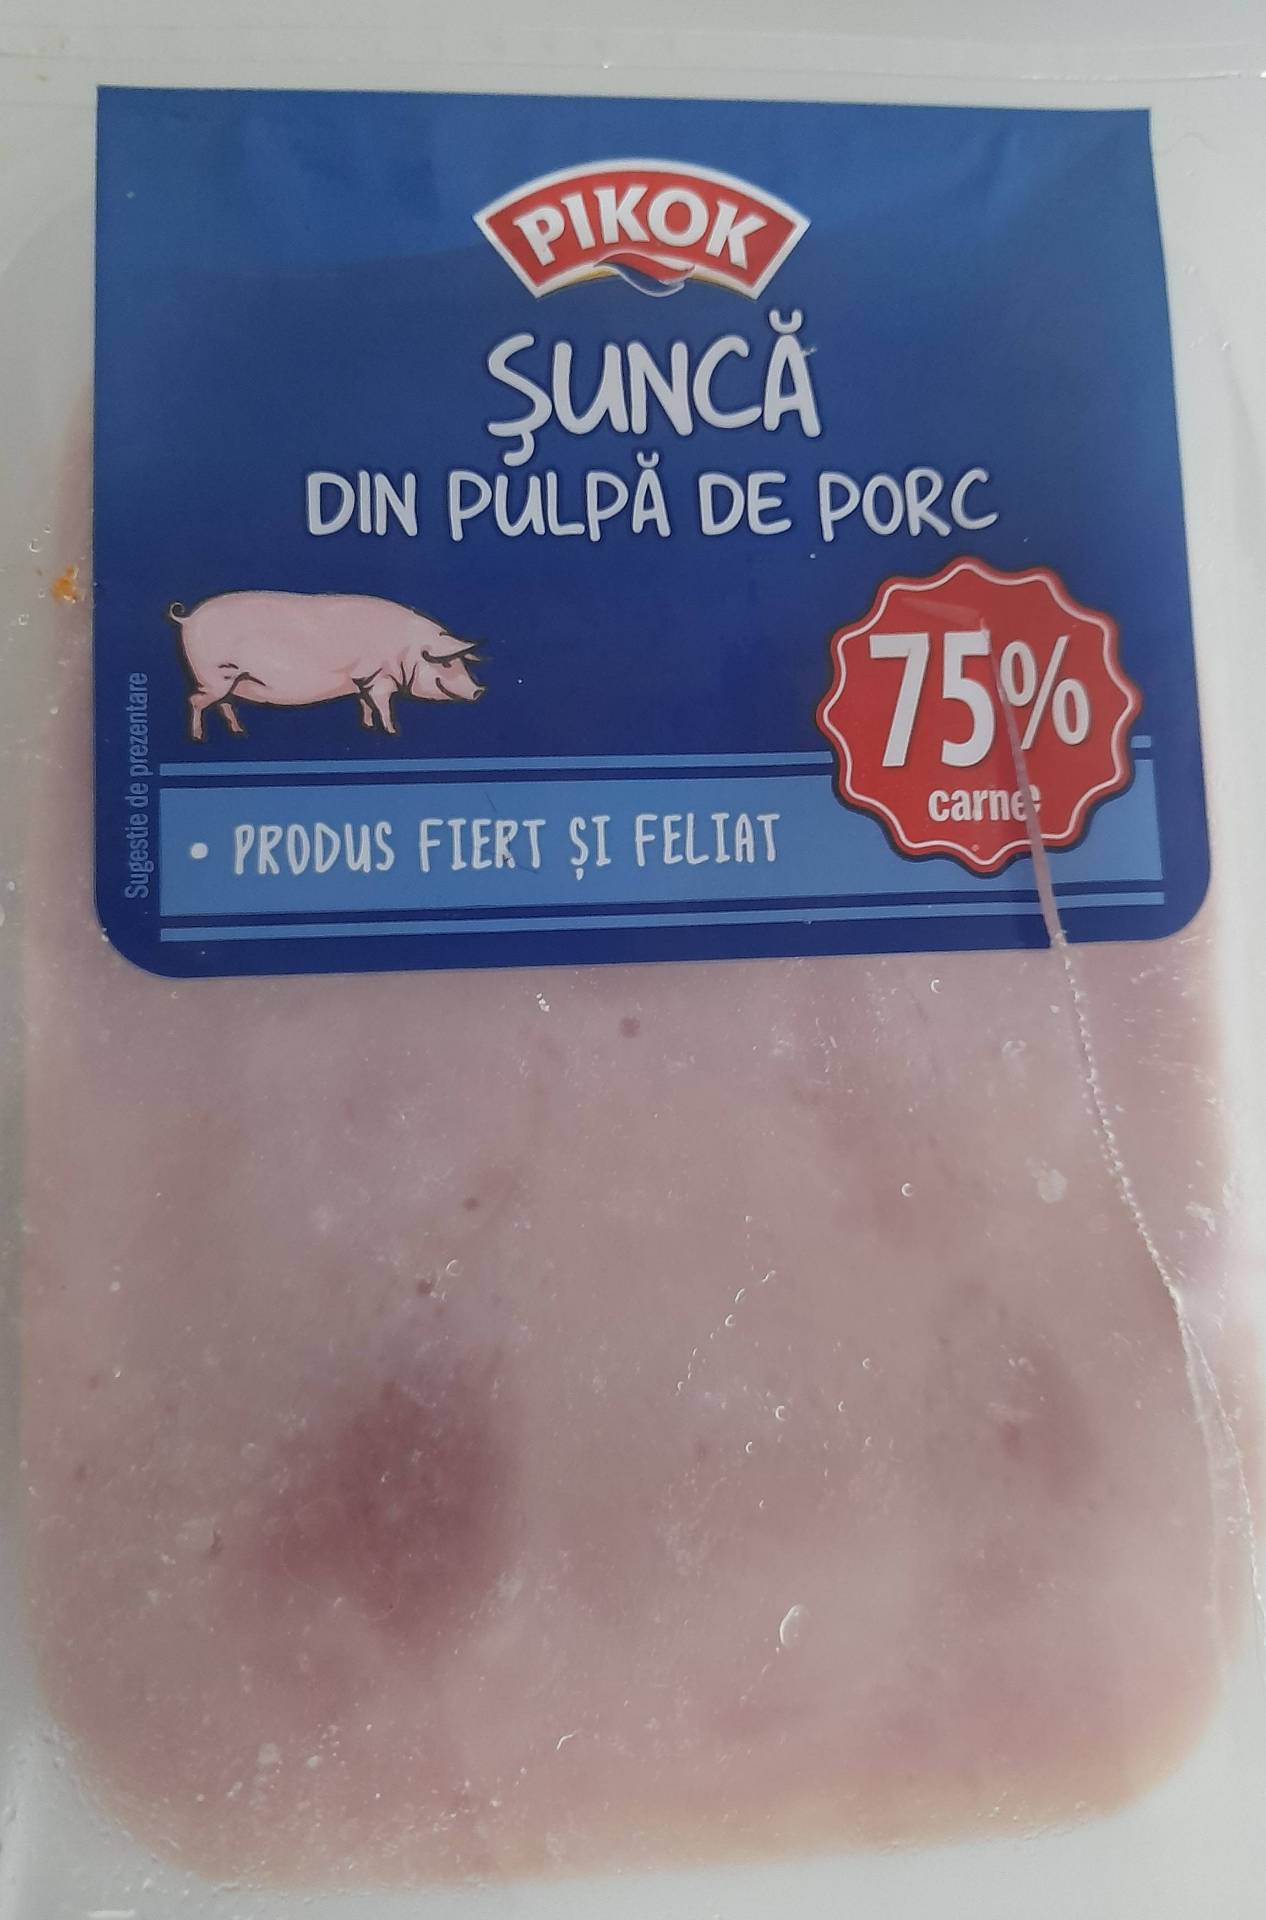 PIKOK
ŞUNCĂ
DIN PULPĂ DE PORC
75%
carne
Sugestie de prezentare
• PRODUS FIERT ȘI FELIAT